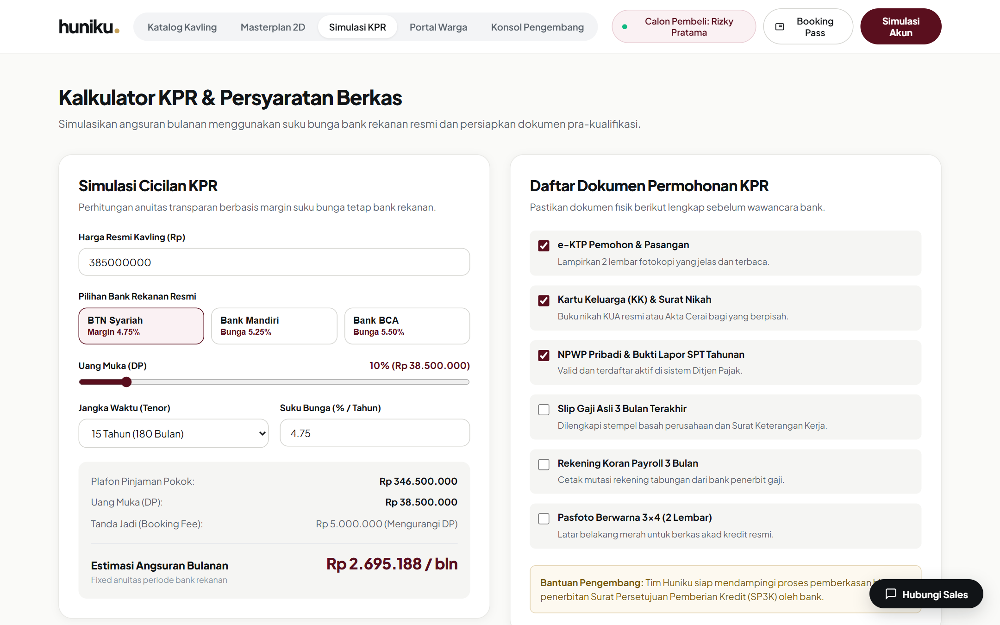 huniku.
Katalog Kavling
Masterplan 2D
Simulasi KPR
Portal Warga
Konsol Pengembang
Calon Pembeli: Rizky
Pratama
Booking
Pass
Simulasi
Akun
Kalkulator KPR & Persyaratan Berkas
Simulasikan angsuran bulanan menggunakan suku bunga bank rekanan resmi dan persiapkan dokumen pra-kualifikasi.
Simulasi Cicilan KPR
Perhitungan anuitas transparan berbasis margin suku bunga tetap bank rekanan.
Harga Resmi Kavling (Rp)
385000000
Pilihan Bank Rekanan Resmi
BTN Syariah
Margin 4.75%
Bank Mandiri
Bunga 5.25%
Bank BCA
Bunga 5.50%
Uang Muka (DP)
10% (Rp 38.500.000)
Jangka Waktu (Tenor)
15 Tahun (180 Bulan)
Suku Bunga (% / Tahun)
4.75
Plafon Pinjaman Pokok:
Rp 346.500.000
Uang Muka (DP):
Rp 38.500.000
Tanda Jadi (Booking Fee):
Rp 5.000.000 (Mengurangi DP)
Estimasi Angsuran Bulanan
Rp 2.695.188 / bln
Fixed anuitas periode bank rekanan
Daftar Dokumen Permohonan KPR
Pastikan dokumen fisik berikut lengkap sebelum wawancara bank.
e-KTP Pemohon & Pasangan
Lampirkan 2 lembar fotokopi yang jelas dan terbaca.
Kartu Keluarga (KK) & Surat Nikah
Buku nikah KUA resmi atau Akta Cerai bagi yang berpisah.
NPWP Pribadi & Bukti Lapor SPT Tahunan
Valid dan terdaftar aktif di sistem Ditjen Pajak.
Slip Gaji Asli 3 Bulan Terakhir
Dilengkapi stempel basah perusahaan dan Surat Keterangan Kerja.
Rekening Koran Payroll 3 Bulan
Cetak mutasi rekening tabungan dari bank penerbit gaji.
Pasfoto Berwarna 3×4 (2 Lembar)
Latar belakang merah untuk berkas akad kredit resmi.
Bantuan Pengembang: Tim Huniku siap mendampingi proses pemberkasan
penerbitan Surat Persetujuan Pemberian Kredit (SP3K) oleh bank.
Hubungi Sales